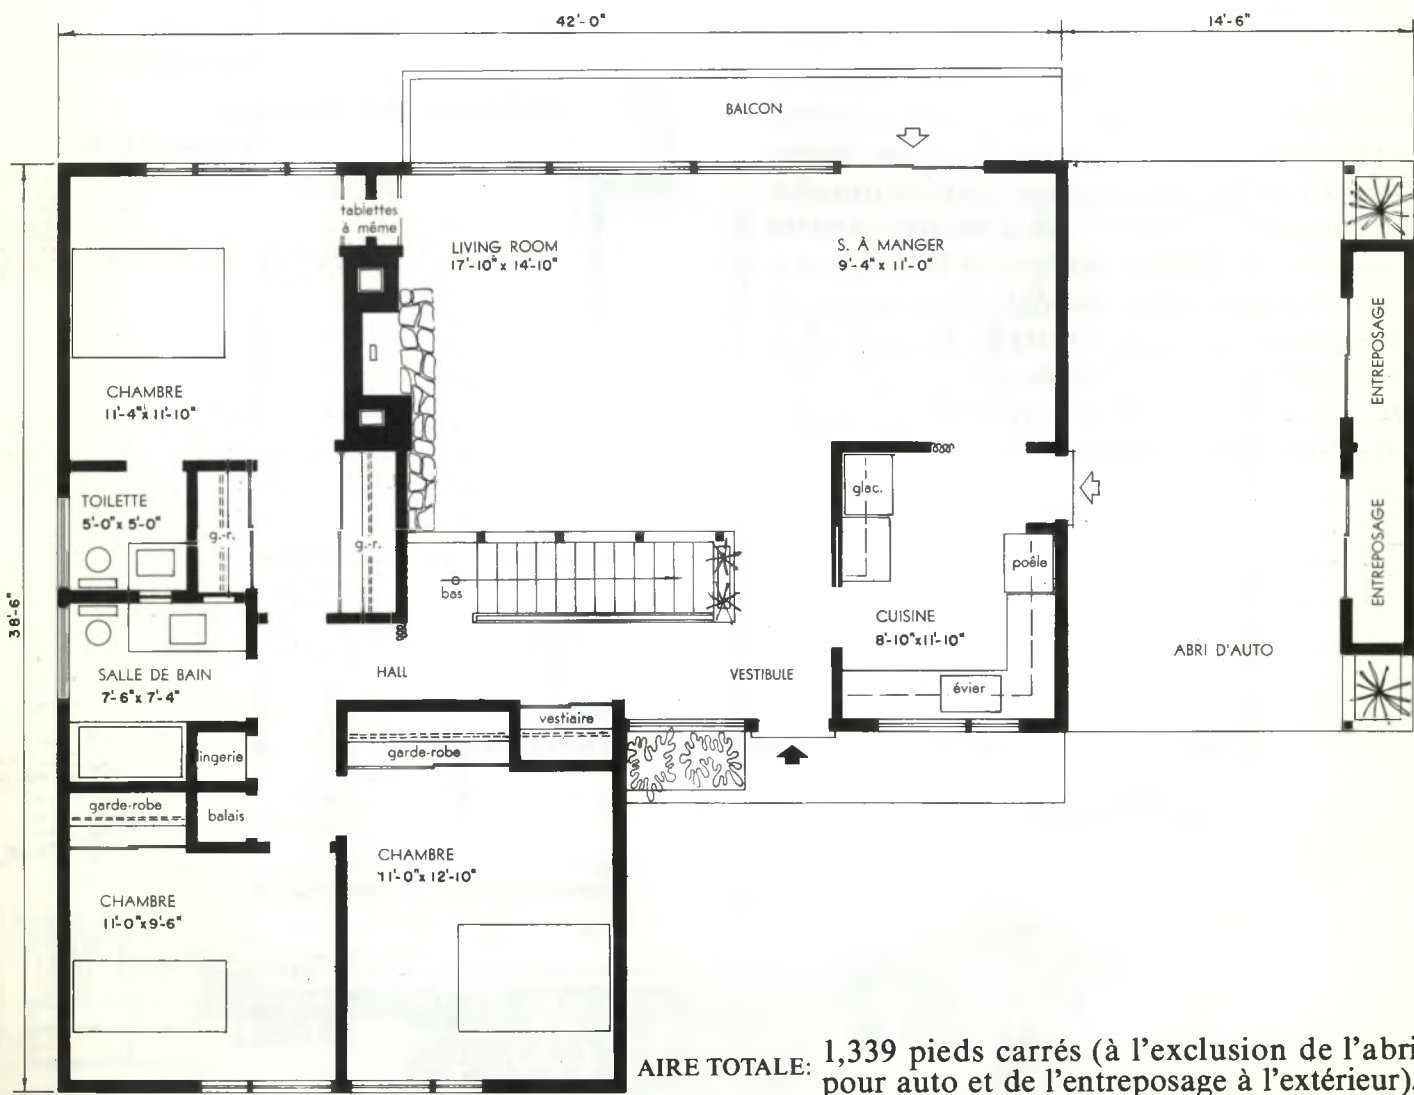 42'-0"
14'-6"
BALCON
tablettes
à même
LIVING ROOM
17'-10" x 14'-10"
S. À MANGER
9'-4" x 11'-0"
ENTREPOSAGE
CHAMBRE
11'-4" x 11'-10"
glac.
TOILETTE
5'-0" x 5'-0"
g.-r.
g.-r.
bas
poêle
ENTREPOSAGE
38'-6"
CUISINE
8'-10" x 11'-10"
SALLE DE BAIN
7'-6" x 7'-4"
HALL
VESTIBULE
ABRI D'AUTO
évier
vestiaire
garde-robe
lingerie
garde-robe
balais
CHAMBRE
11'-0" x 12'-10"
CHAMBRE
11'-0" x 9'-6"
AIRE TOTALE: 1,339 pieds carrés (à l'exclusion de l'abri
pour auto et de l'entreposage à l'extérieur).